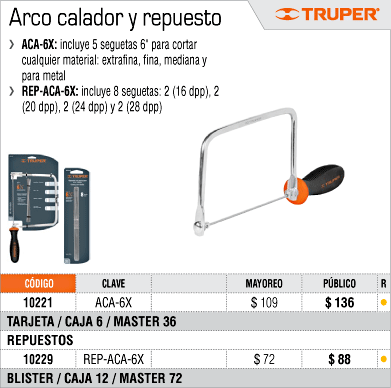 Arco calador y repuesto
TRUPER®
› ACA-6X: incluye 5 seguetas 6" para cortar
cualquier material: extrafina, fina, mediana y
para metal
› REP-ACA-6X: incluye 8 seguetas: 2 (16 dpp), 2
(20 dpp), 2 (24 dpp) y 2 (28 dpp)
TRUPER
TRUPER
CÓDIGO CLAVE MAYOREO PÚBLICO R
10221 ACA-6X $ 109 $ 136
TARJETA / CAJA 6 / MASTER 36
REPUESTOS
10229 REP-ACA-6X $ 72 $ 88
BLISTER / CAJA 12 / MASTER 72